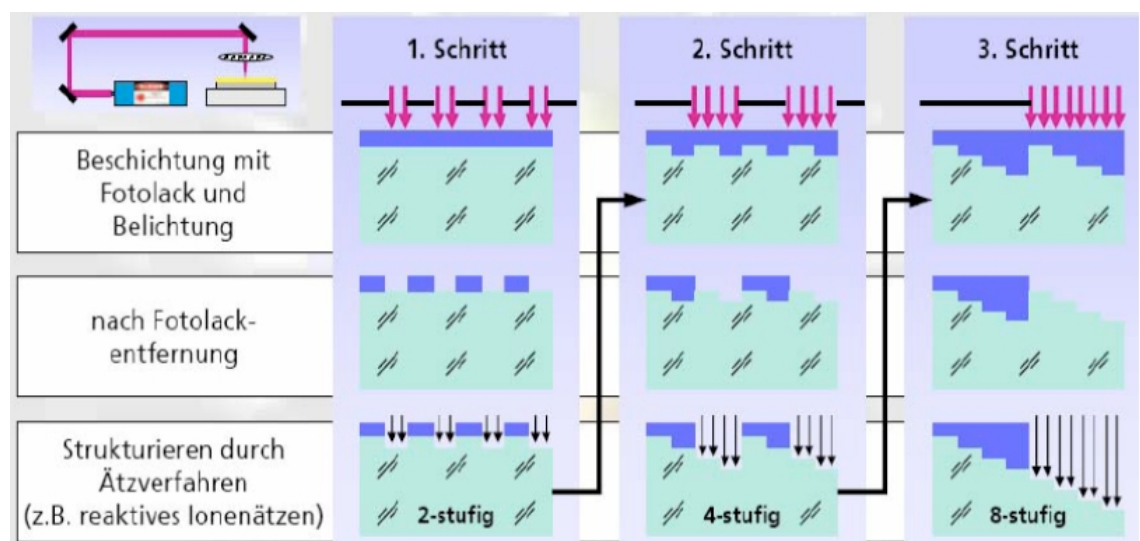 1. Schritt
2. Schritt
3. Schritt
Beschichtung mit
Fotolack und
Belichtung
nach Fotolack-
entfernung
Strukturieren durch
Ätzverfahren
(z.B. reaktives Ionenätzen)
2-stufig
4-stufig
8-stufig